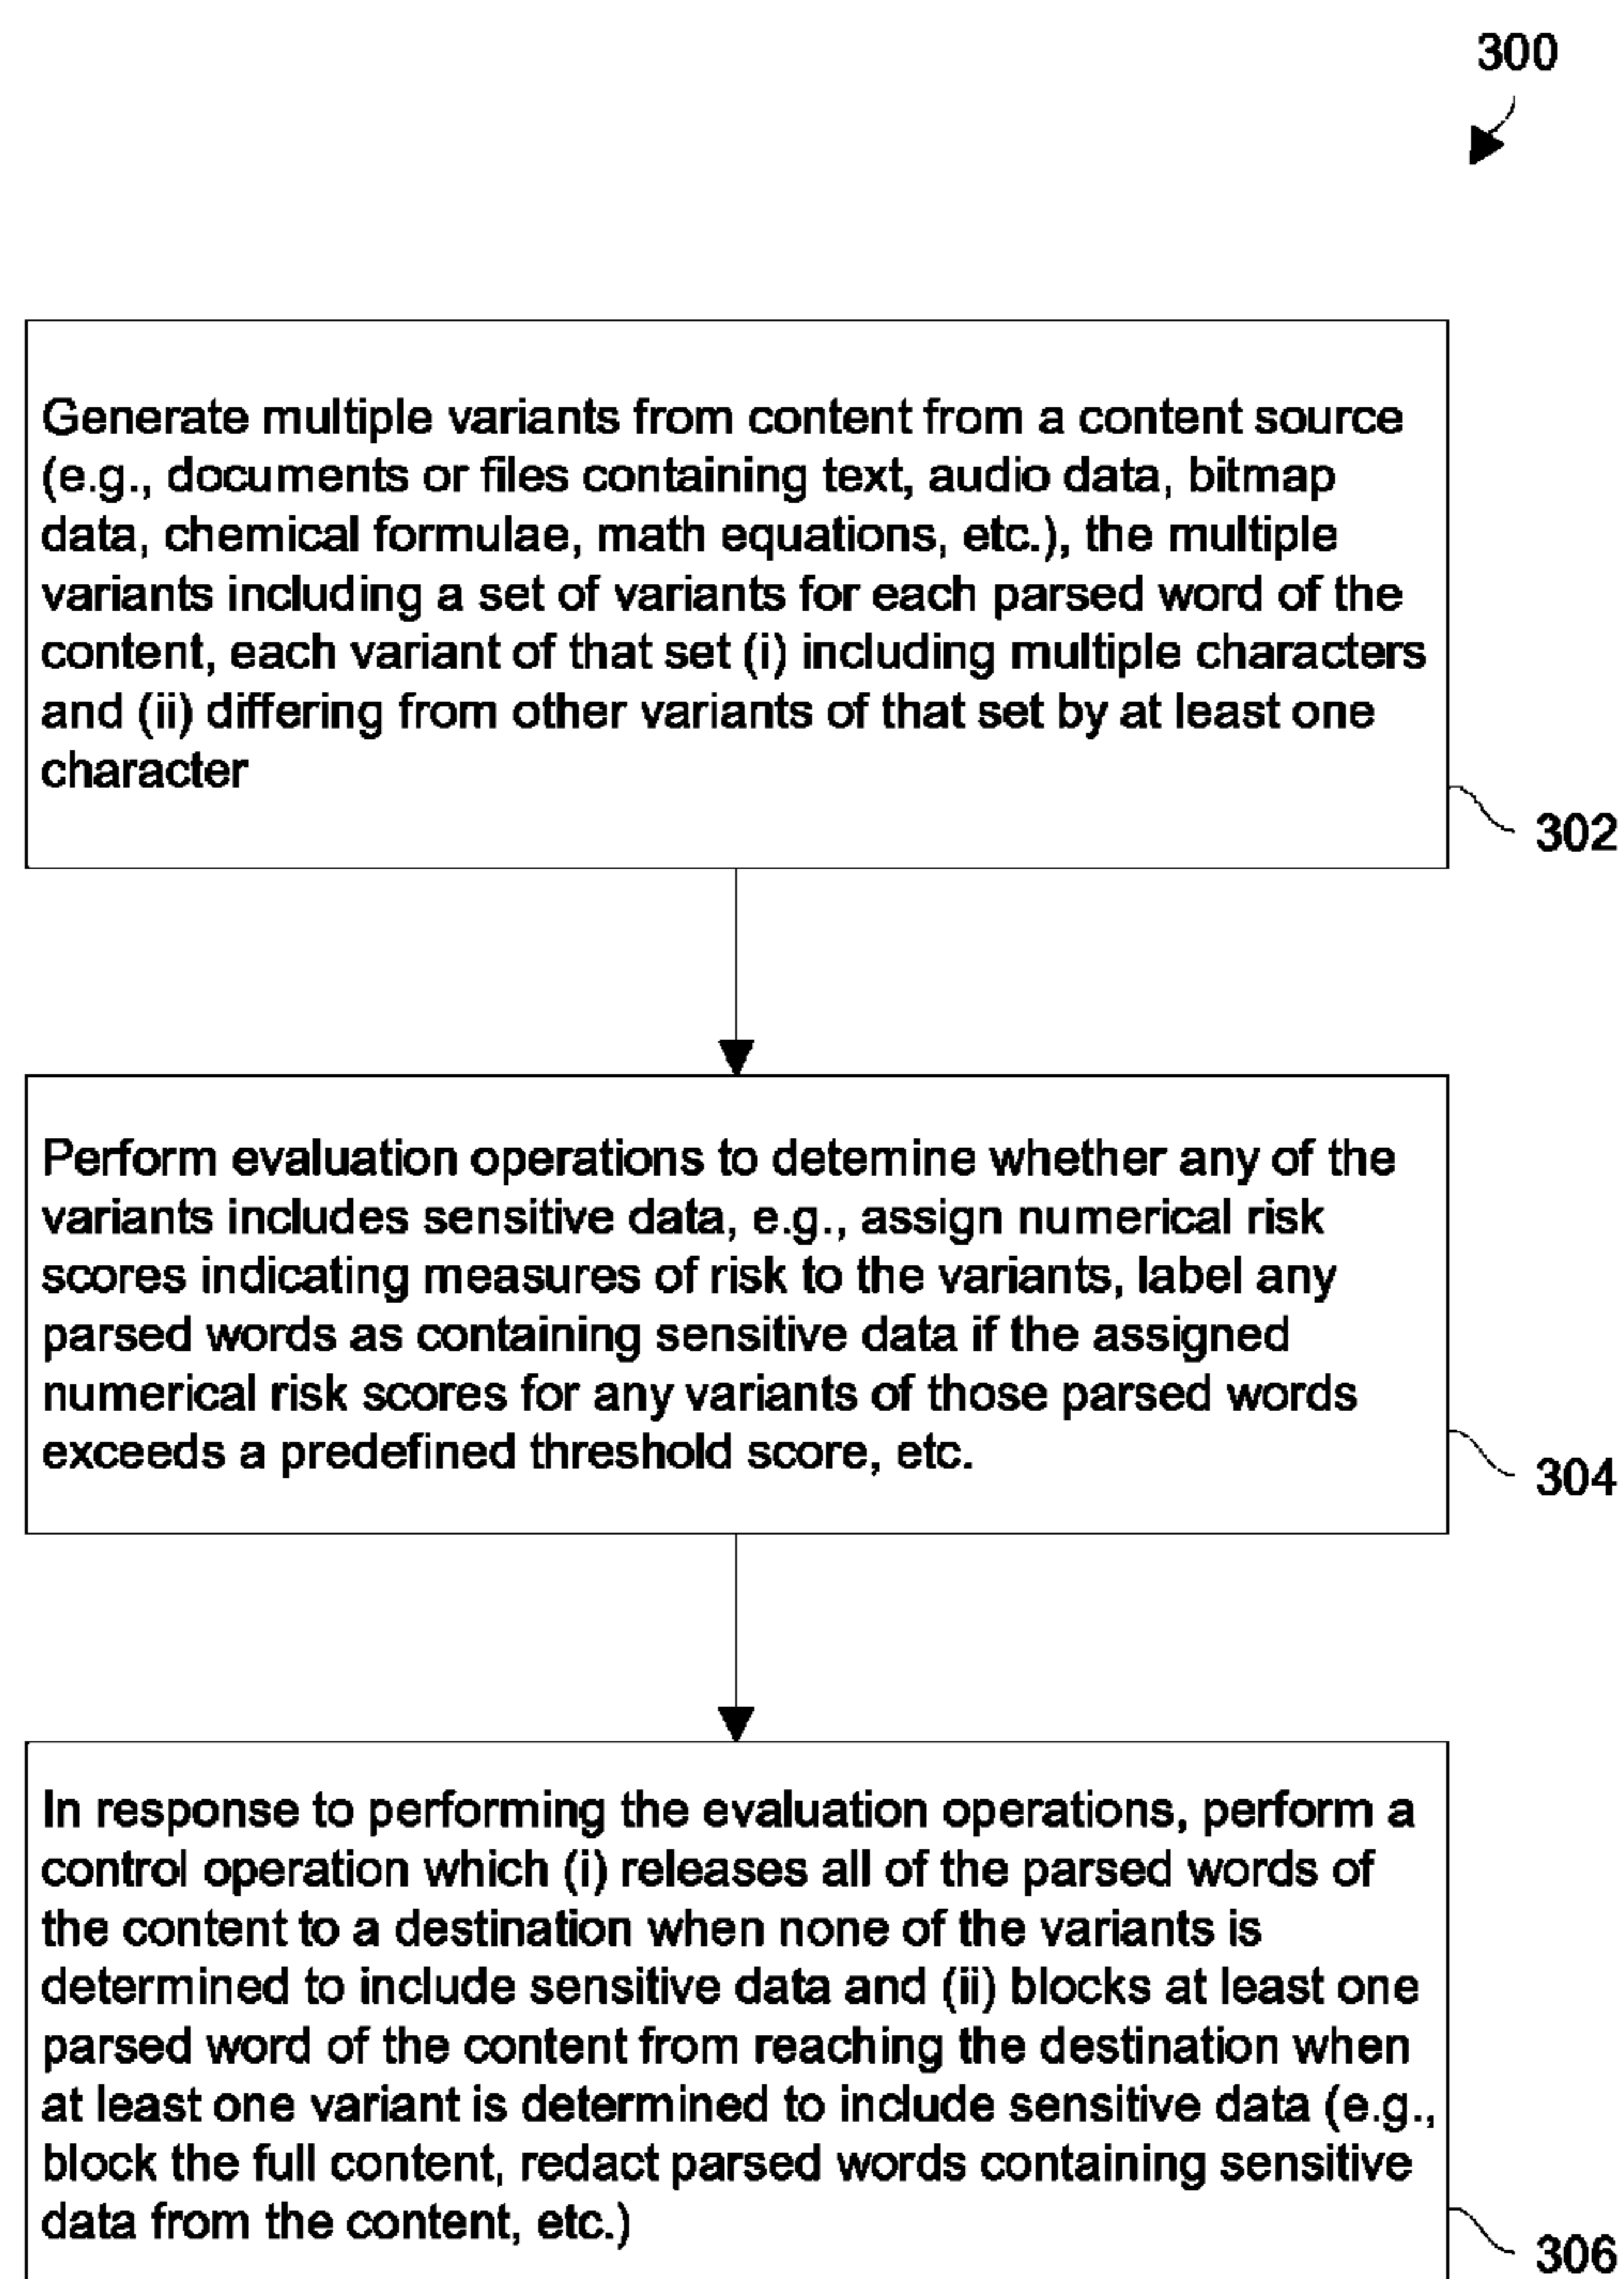 300
Generate multiple variants from content from a content source
(e.g., documents or files containing text, audio data, bitmap
data, chemical formulae, math equations, etc.), the multiple
variants including a set of variants for each parsed word of the
content, each variant of that set (i) including multiple characters
and (ii) differing from other variants of that set by at least one
character
302
Perform evaluation operations to detemine whether any of the
variants includes sensitive data, e.g., assign numerical risk
scores indicating measures of risk to the variants, label any
parsed words as containing sensitive data if the assigned
numerical risk scores for any variants of those parsed words
exceeds a predefined threshold score, etc.
304
In response to performing the evaluation operations, perform a
control operation which (i) releases all of the parsed words of
the content to a destination when none of the variants is
determined to include sensitive data and (ii) blocks at least one
parsed word of the content from reaching the destination when
at least one variant is determined to include sensitive data (e.g.,
block the full content, redact parsed words containing sensitive
data from the content, etc.)
306